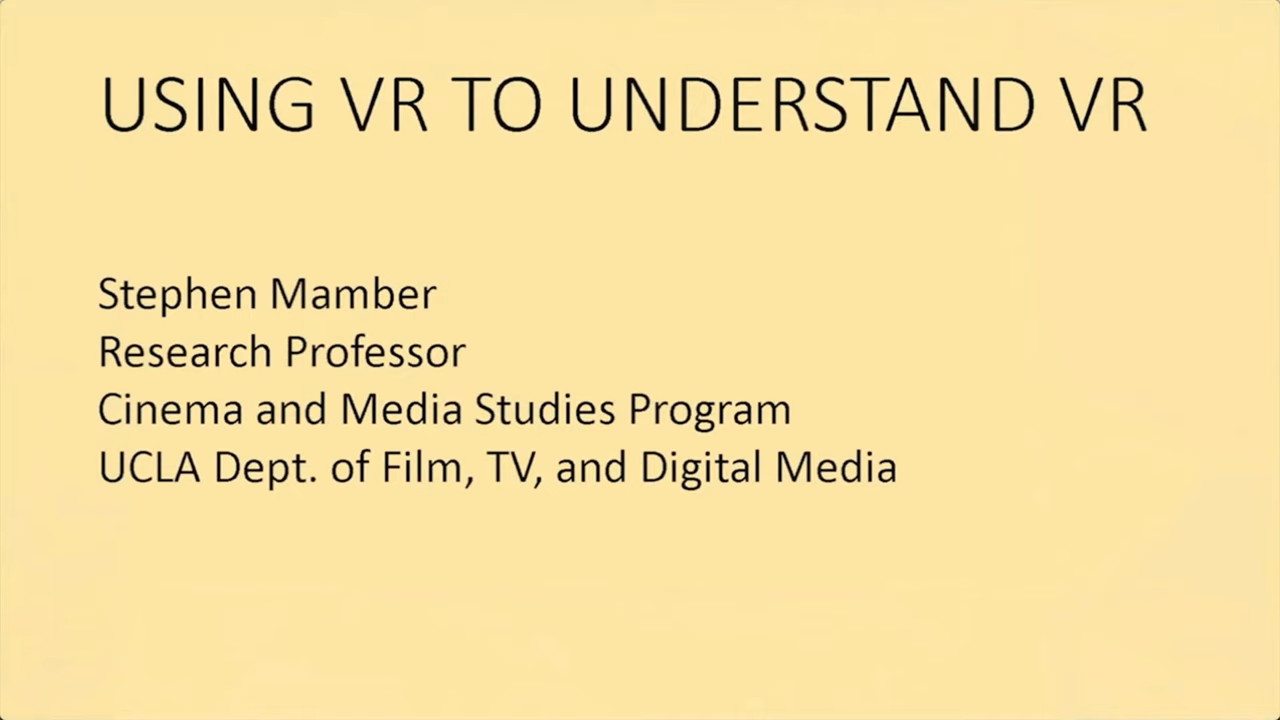 USING VR TO UNDERSTAND VR
Stephen Mamber
Research Professor
Cinema and Media Studies Program
UCLA Dept. of Film, TV, and Digital Media